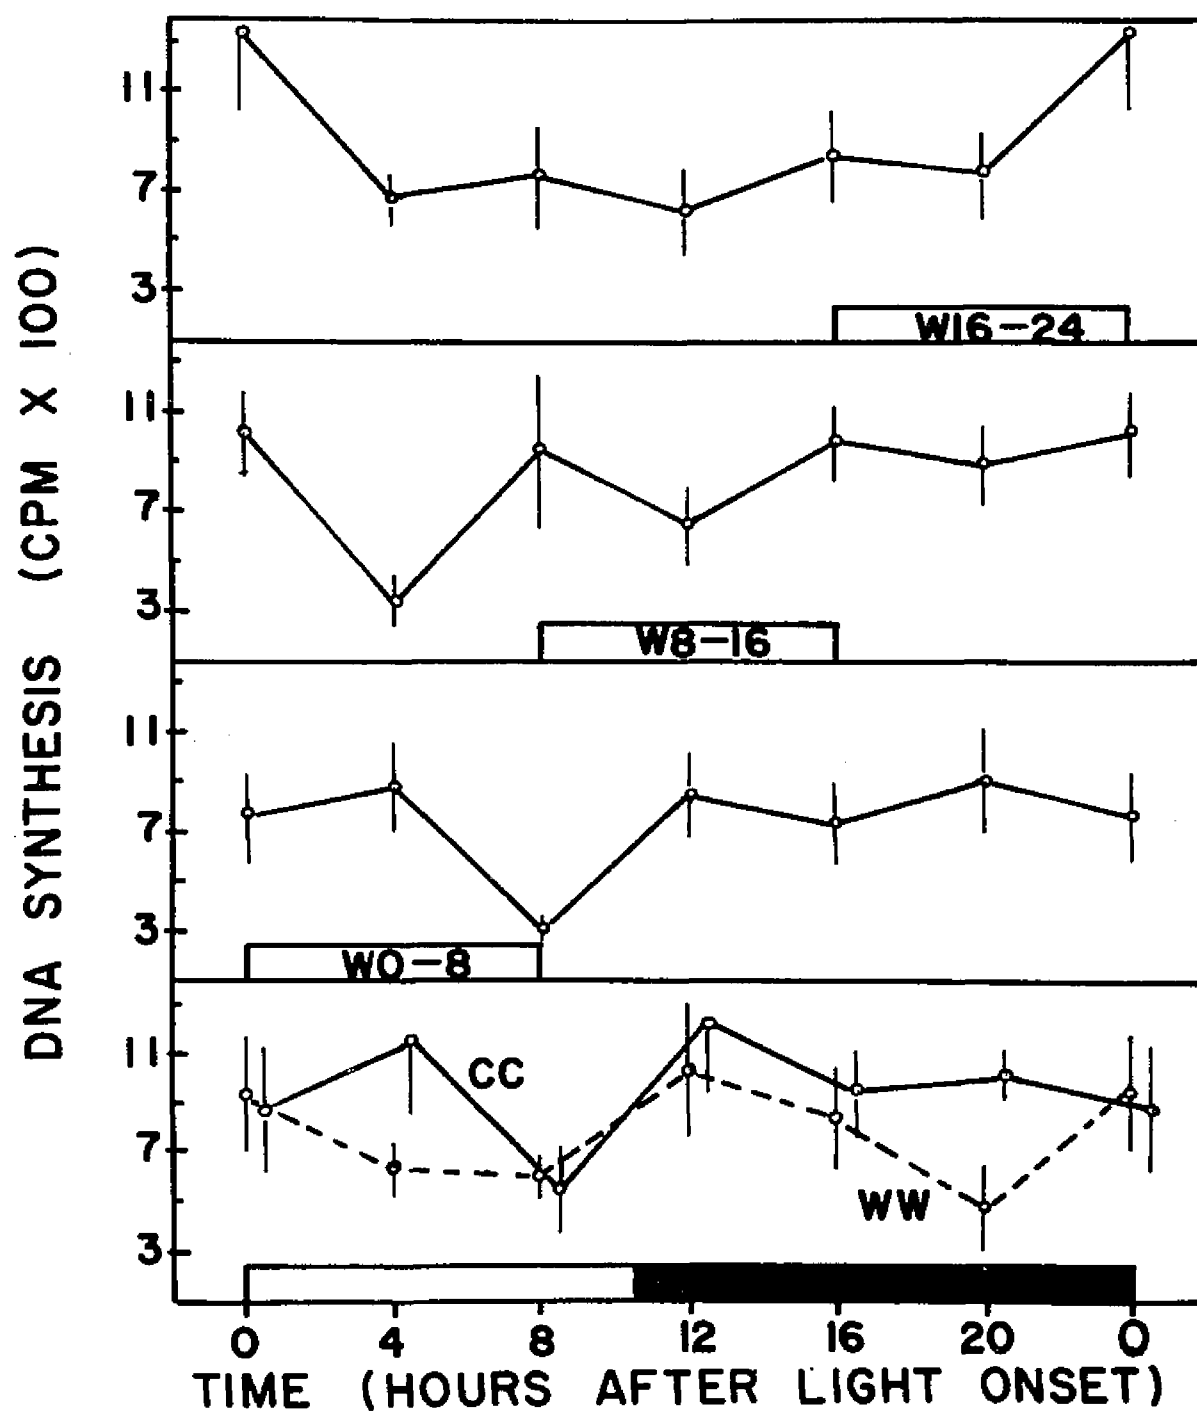 DNA SYNTHESIS (CPM X 100)
11
7
3
W16-24
11
7
3
W8-16
11
7
3
W0-8
11
CC
7
WW
3
0 4 8 12 16 20 0
TIME (HOURS AFTER LIGHT ONSET)